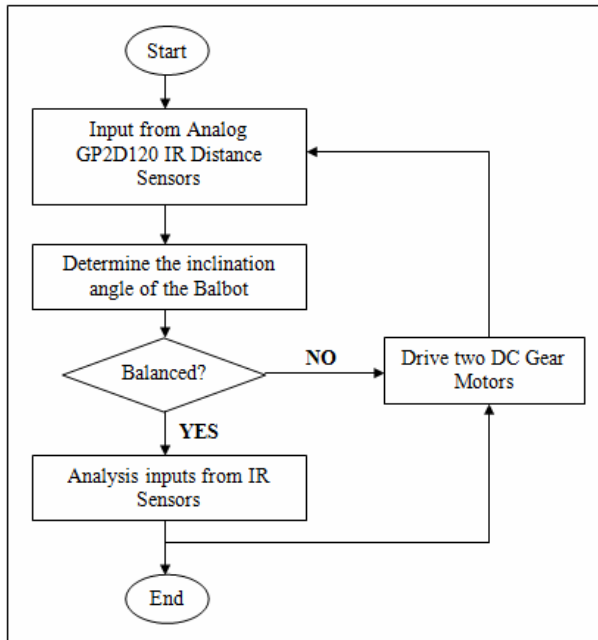 Start
Input from Analog
GP2D120 IR Distance
Sensors
Determine the inclination
angle of the Balbot
Balanced?
NO
Drive two DC Gear
Motors
YES
Analysis inputs from IR
Sensors
End